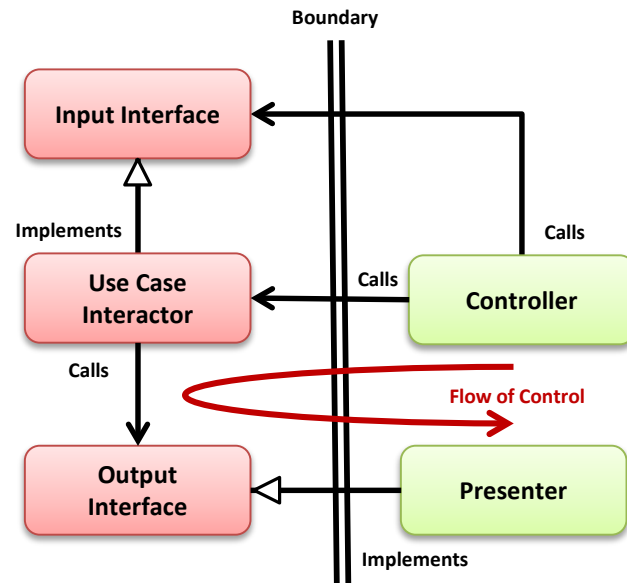 Boundary
Input Interface
Implements
Calls
Use Case
Interactor
Calls
Controller
Calls
Flow of Control
Output
Interface
Presenter
Implements